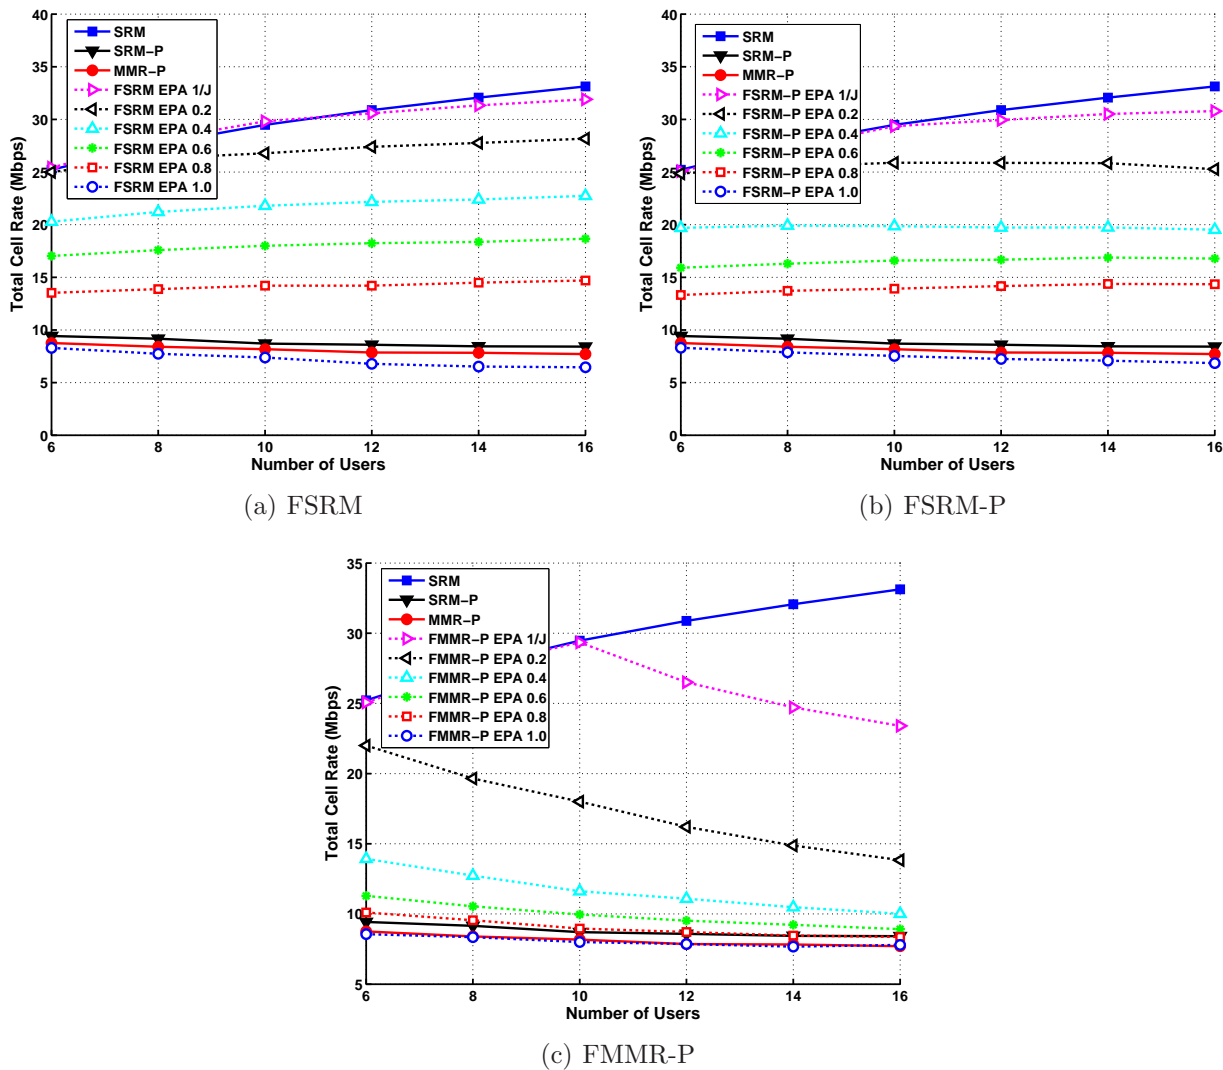 40
35
30
25
20
15
10
5
0
Total Cell Rate (Mbps)
SRM
SRM-P
MMR-P
FSRM EPA 1/J
FSRM EPA 0.2
FSRM EPA 0.4
FSRM EPA 0.6
FSRM EPA 0.8
FSRM EPA 1.0
6 8 10 12 14 16
Number of Users
(a) FSRM
40
35
30
25
20
15
10
5
0
Total Cell Rate (Mbps)
SRM
SRM-P
MMR-P
FSRM-P EPA 1/J
FSRM-P EPA 0.2
FSRM-P EPA 0.4
FSRM-P EPA 0.6
FSRM-P EPA 0.8
FSRM-P EPA 1.0
6 8 10 12 14 16
Number of Users
(b) FSRM-P
35
30
25
20
15
10
5
Total Cell Rate (Mbps)
SRM
SRM-P
MMR-P
FMMR-P EPA 1/J
FMMR-P EPA 0.2
FMMR-P EPA 0.4
FMMR-P EPA 0.6
FMMR-P EPA 0.8
FMMR-P EPA 1.0
6 8 10 12 14 16
Number of Users
(c) FMMR-P